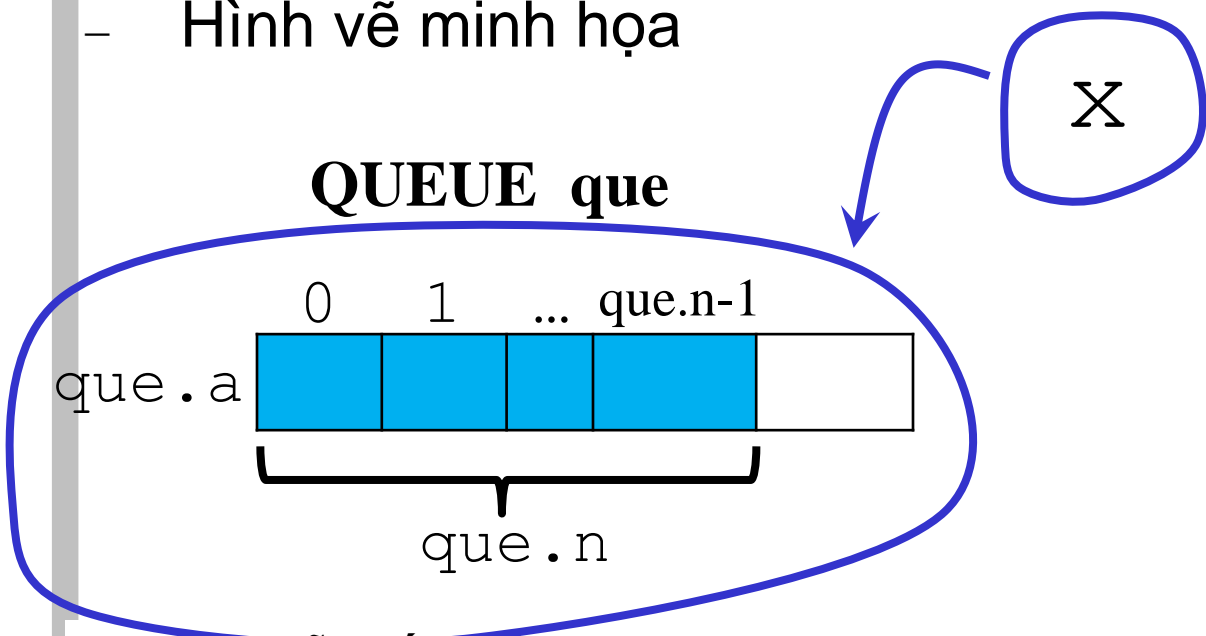 – Hình vẽ minh họa
X
QUEUE que
0 1 ... que.n-1
que.a
que.n